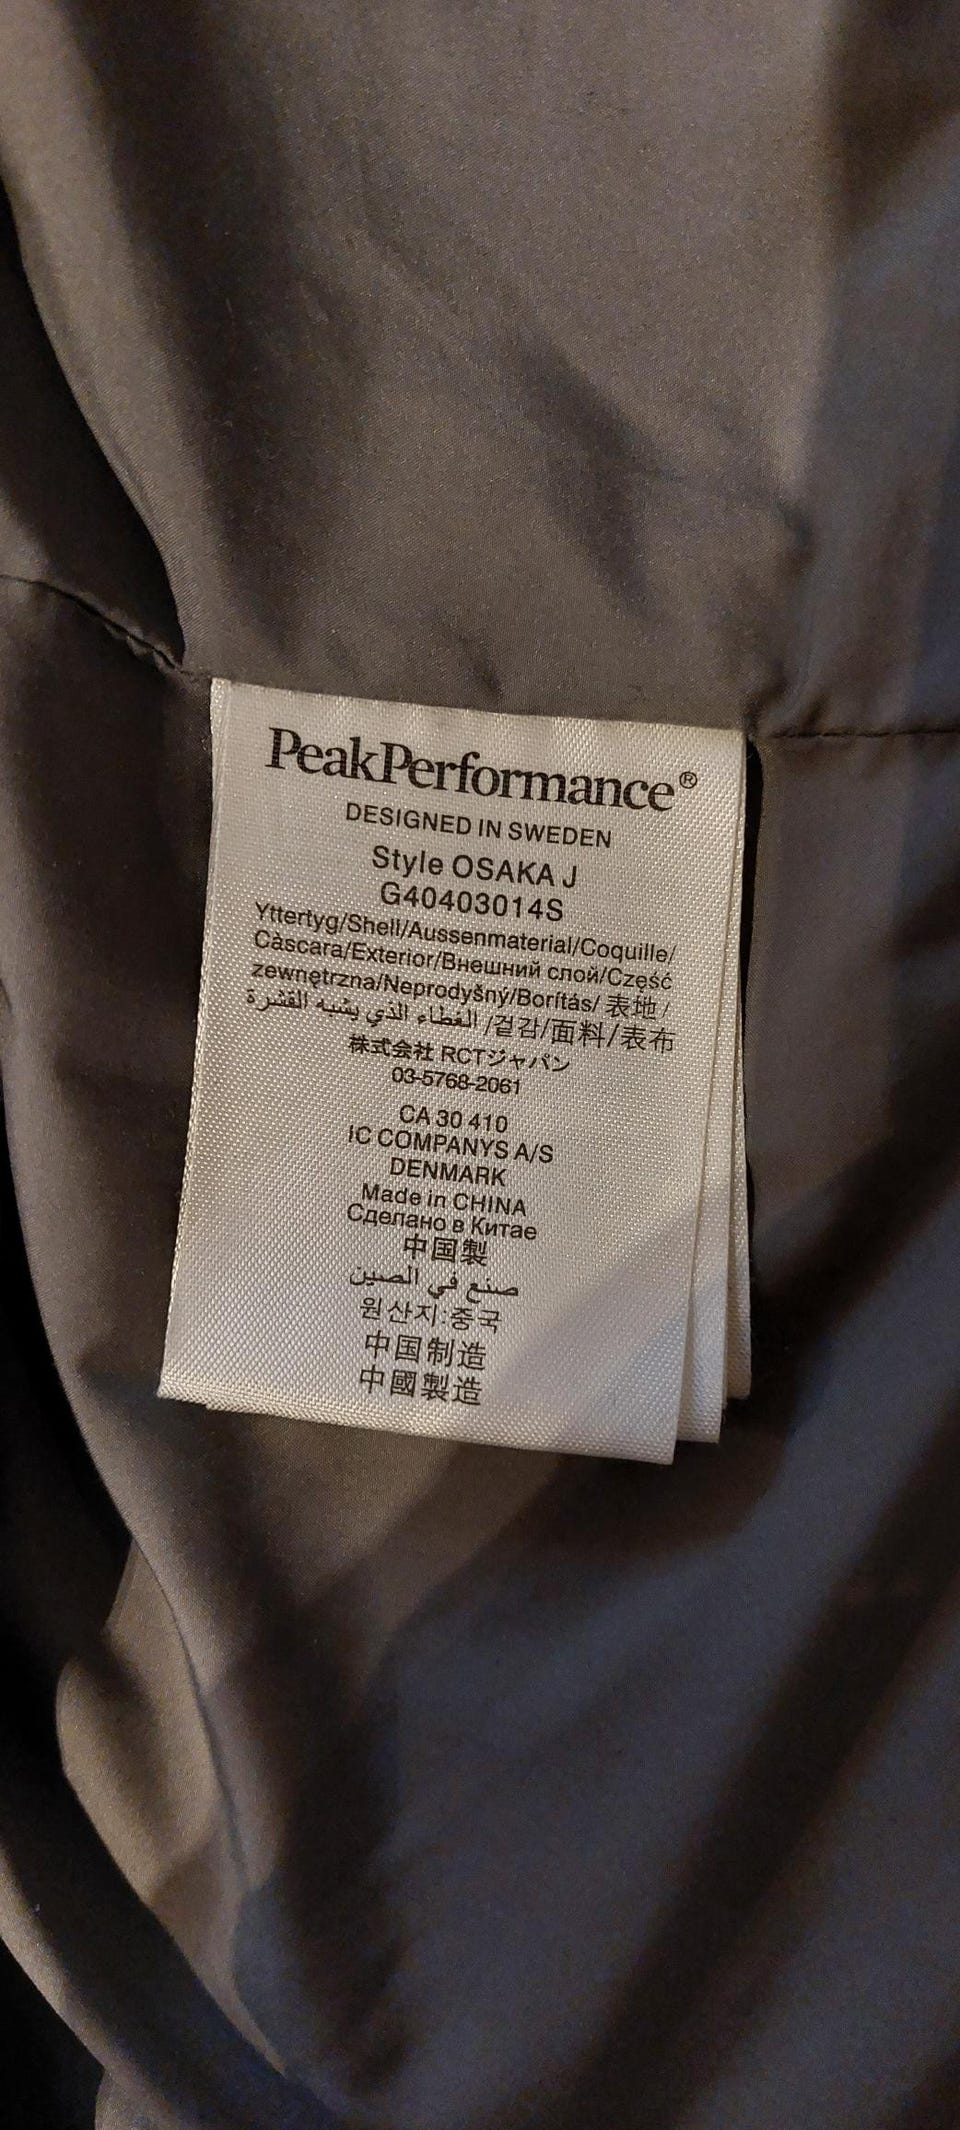 PeakPerformance®
DESIGNED IN SWEDEN
Style OSAKA J
G40403014S
Yttertyg/Shell/Aussenmaterial/Coquille/
Càscara/Exterior/Внешний слой/Część
zewnętrzna/Neprodyšný/Borítás/表地/
الغطاء الذي يشبه القشرة/겉감/面料/表布
株式会社 RCTジャパン
03-5768-2061
CA 30 410
IC COMPANYS A/S
DENMARK
Made in CHINA
Сделано в Китае
中国製
صنع في الصين
원산지:중국
中国制造
中國製造